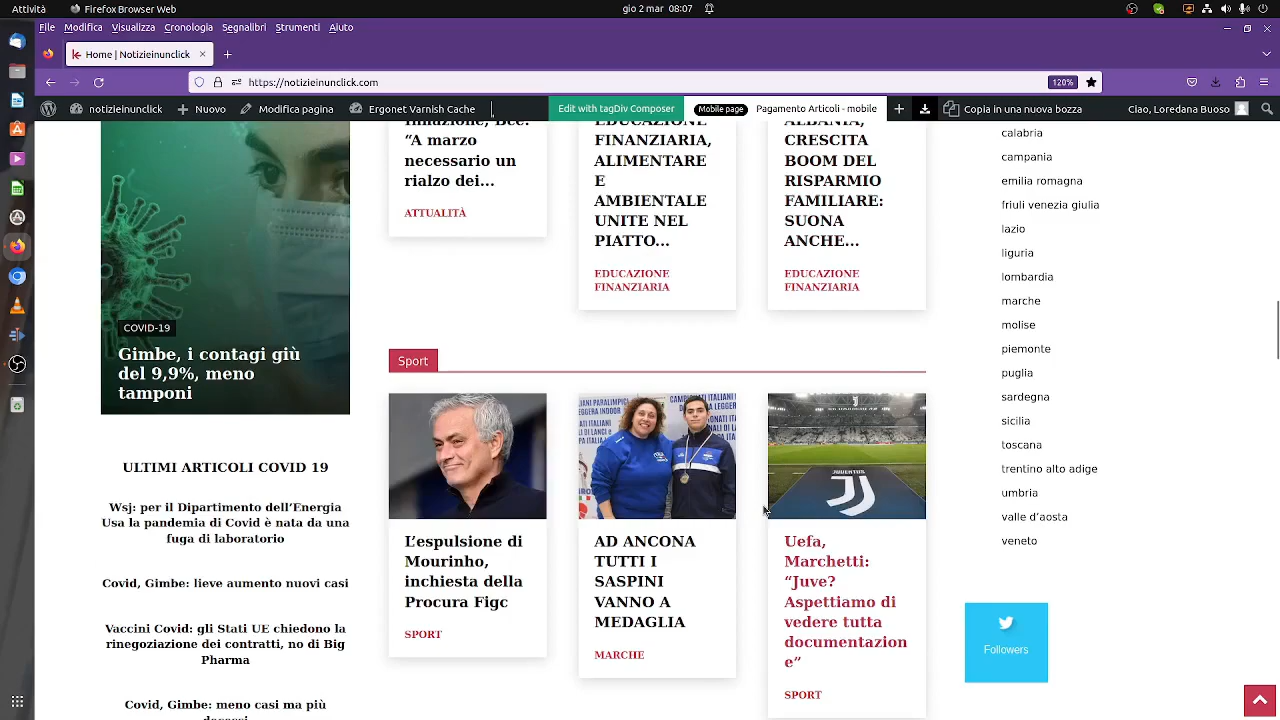 Attività
Firefox Browser
gio 2 mar 08:07
File
Visualizza
Segnalibri
Strumenti
Aiuto
Home | Notizieinunclick
https://notizieinunclick.com
120%
notizieinunclick
Nuovo
Modifica pagina
Ergonet Varnish Cache
Edit with tagDiv Composer
Mobile page
Pagamento Articoli - mobile
Copia in una nuova bozza
Ciao, Loredana Buoso
COVID-19
Gimbe, i contagi giù
del 9,9%, meno
tamponi
ULTIMI ARTICOLI COVID 19
Wsj: per il Dipartimento dell’Energia
Usa la pandemia di Covid è nata da una
fuga di laboratorio
Covid, Gimbe: lieve aumento nuovi casi
Vaccini Covid: gli Stati UE chiedono la
rinegoziazione dei contratti, no di Big
Pharma
Covid, Gimbe: meno casi ma più
“A marzo
necessario un
rialzo dei...
ATTUALITÀ
EDUCAZIONE
FINANZIARIA,
ALIMENTARE
E
AMBIENTALE
UNITE NEL
PIATTO...
EDUCAZIONE
FINANZIARIA
ALBANIA,
CRESCITA
BOOM DEL
RISPARMIO
FAMILIARE:
SUONA
ANCHE...
EDUCAZIONE
FINANZIARIA
Sport
L’espulsione di
Mourinho,
inchiesta della
Procura Figc
SPORT
AD ANCONA
TUTTI I
SASPINI
VANNO A
MEDAGLIA
MARCHE
JUVENTUS
Uefa,
Marchetti:
“Juve?
Aspettiamo di
vedere tutta
documentazion
e”
SPORT
calabria
campania
emilia romagna
friuli venezia giulia
lazio
liguria
lombardia
marche
molise
piemonte
puglia
sardegna
sicilia
toscana
trentino alto adige
umbria
valle d’aosta
veneto
Followers